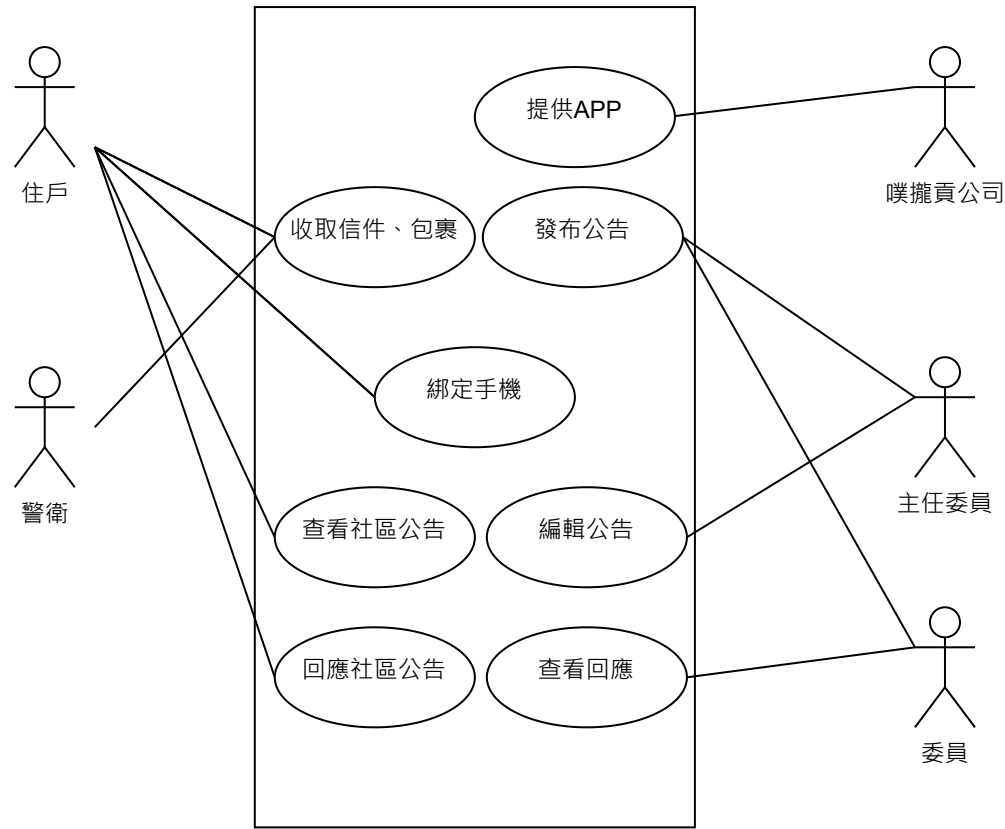 提供APP
住戶
噗攏貢公司
收取信件、包裹
發布公告
綁定手機
警衛
主任委員
查看社區公告
編輯公告
回應社區公告
查看回應
委員